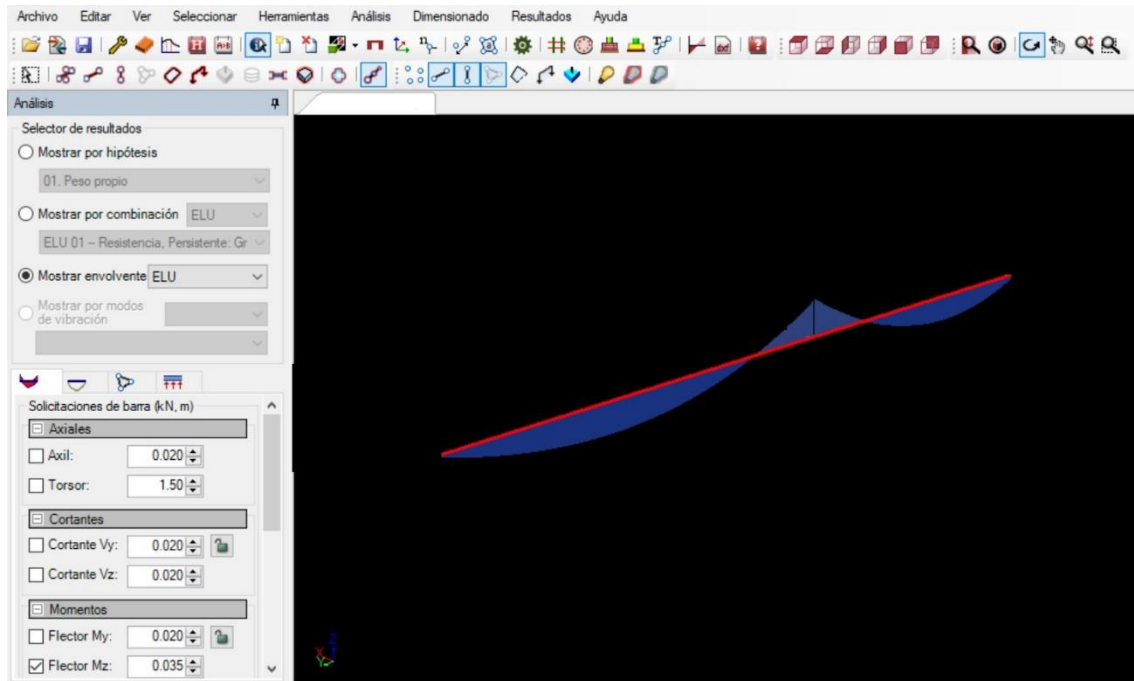 Archivo Editar Ver Seleccionar Herramientas Análisis Dimensionado Resultados Ayuda
Análisis
Selector de resultados
Mostrar por hipótesis
01. Peso propio
Mostrar por combinación ELU
ELU 01 – Resistencia, Persistente: Gr
Mostrar envolvente ELU
Mostrar por modos
de vibración
Solicitaciones de barra (kN, m)
Axiales
Axil: 0.020
Torsor: 1.50
Cortantes
Cortante Vy: 0.020
Cortante Vz: 0.020
Momentos
Flector My: 0.020
Flector Mz: 0.035